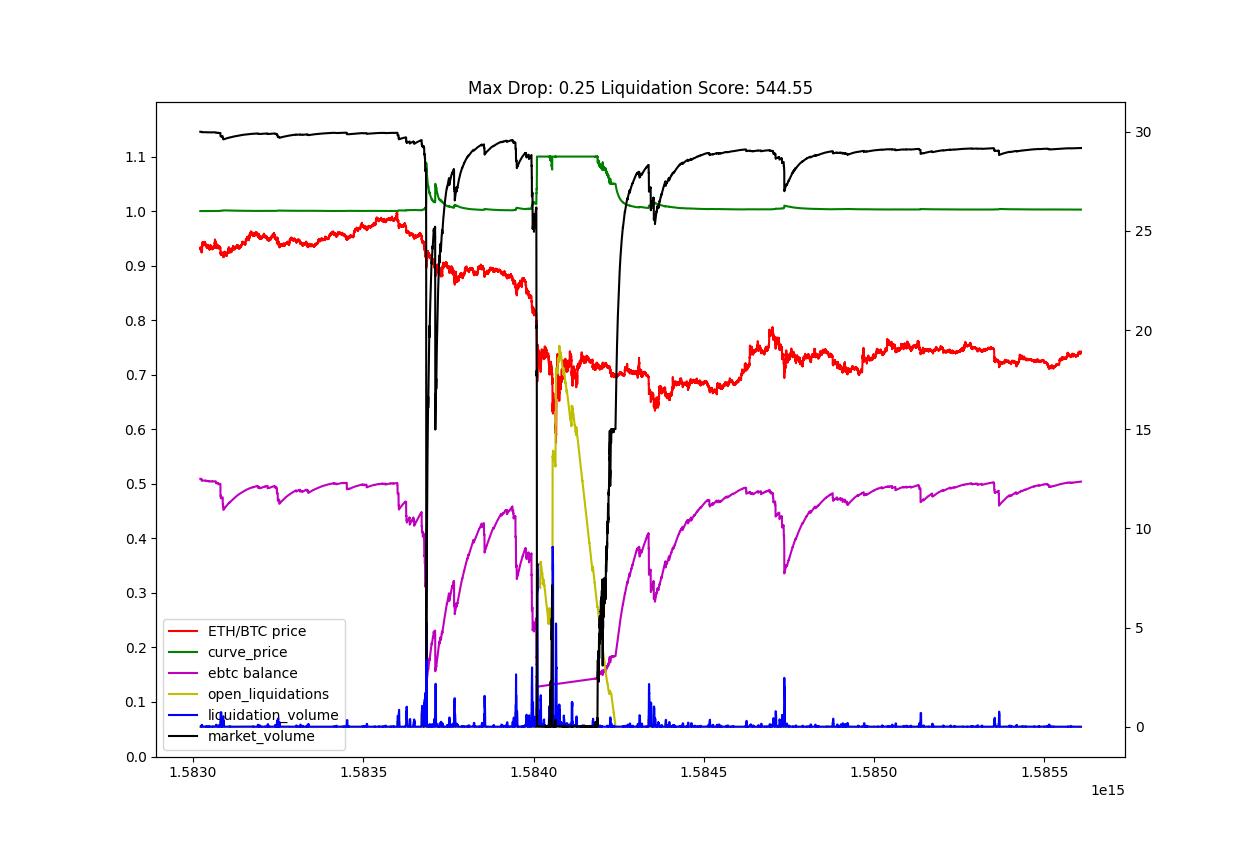 Max Drop: 0.25 Liquidation Score: 544.55
1.1
1.0
0.9
0.8
0.7
0.6
0.5
0.4
0.3
0.2
0.1
0.0
30
25
20
15
10
5
0
ETH/BTC price
curve_price
ebtc balance
open_liquidations
liquidation_volume
market_volume
1.5830 1.5835 1.5840 1.5845 1.5850 1.5855
1e15